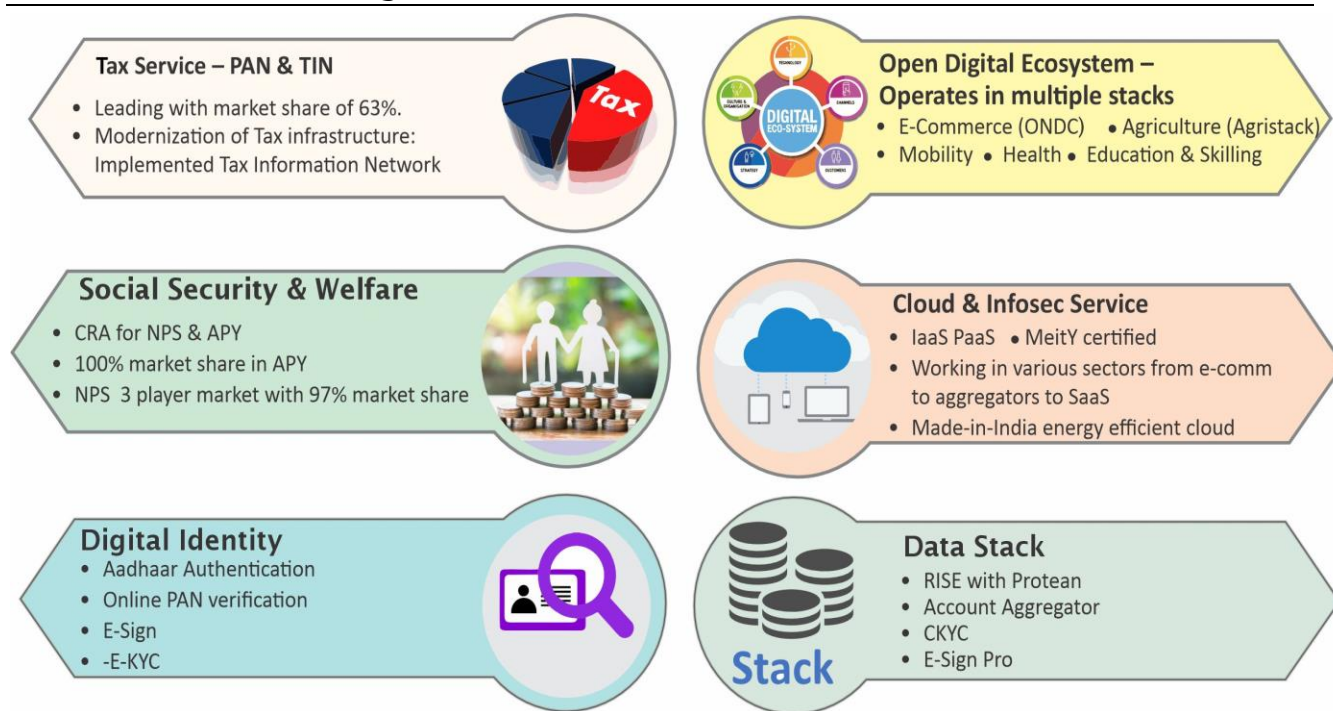 Tax Service – PAN & TIN
• Leading with market share of 63%.
• Modernization of Tax infrastructure:
Implemented Tax Information Network
Tax
Open Digital Ecosystem –
Operates in multiple stacks
• E-Commerce (ONDC) • Agriculture (Agristack)
• Mobility • Health • Education & Skilling
TECHNOLOGY
CULTURE &
ORGANISATION
CHANNELS
DIGITAL
ECO-SYSTEM
STRATEGY
CUSTOMERS
Social Security & Welfare
• CRA for NPS & APY
• 100% market share in APY
• NPS 3 player market with 97% market share
Cloud & Infosec Service
• IaaS PaaS • MeitY certified
• Working in various sectors from e-comm
to aggregators to SaaS
• Made-in-India energy efficient cloud
Digital Identity
• Aadhaar Authentication
• Online PAN verification
• E-Sign
• -E-KYC
Data Stack
• RISE with Protean
• Account Aggregator
• CKYC
• E-Sign Pro
Stack